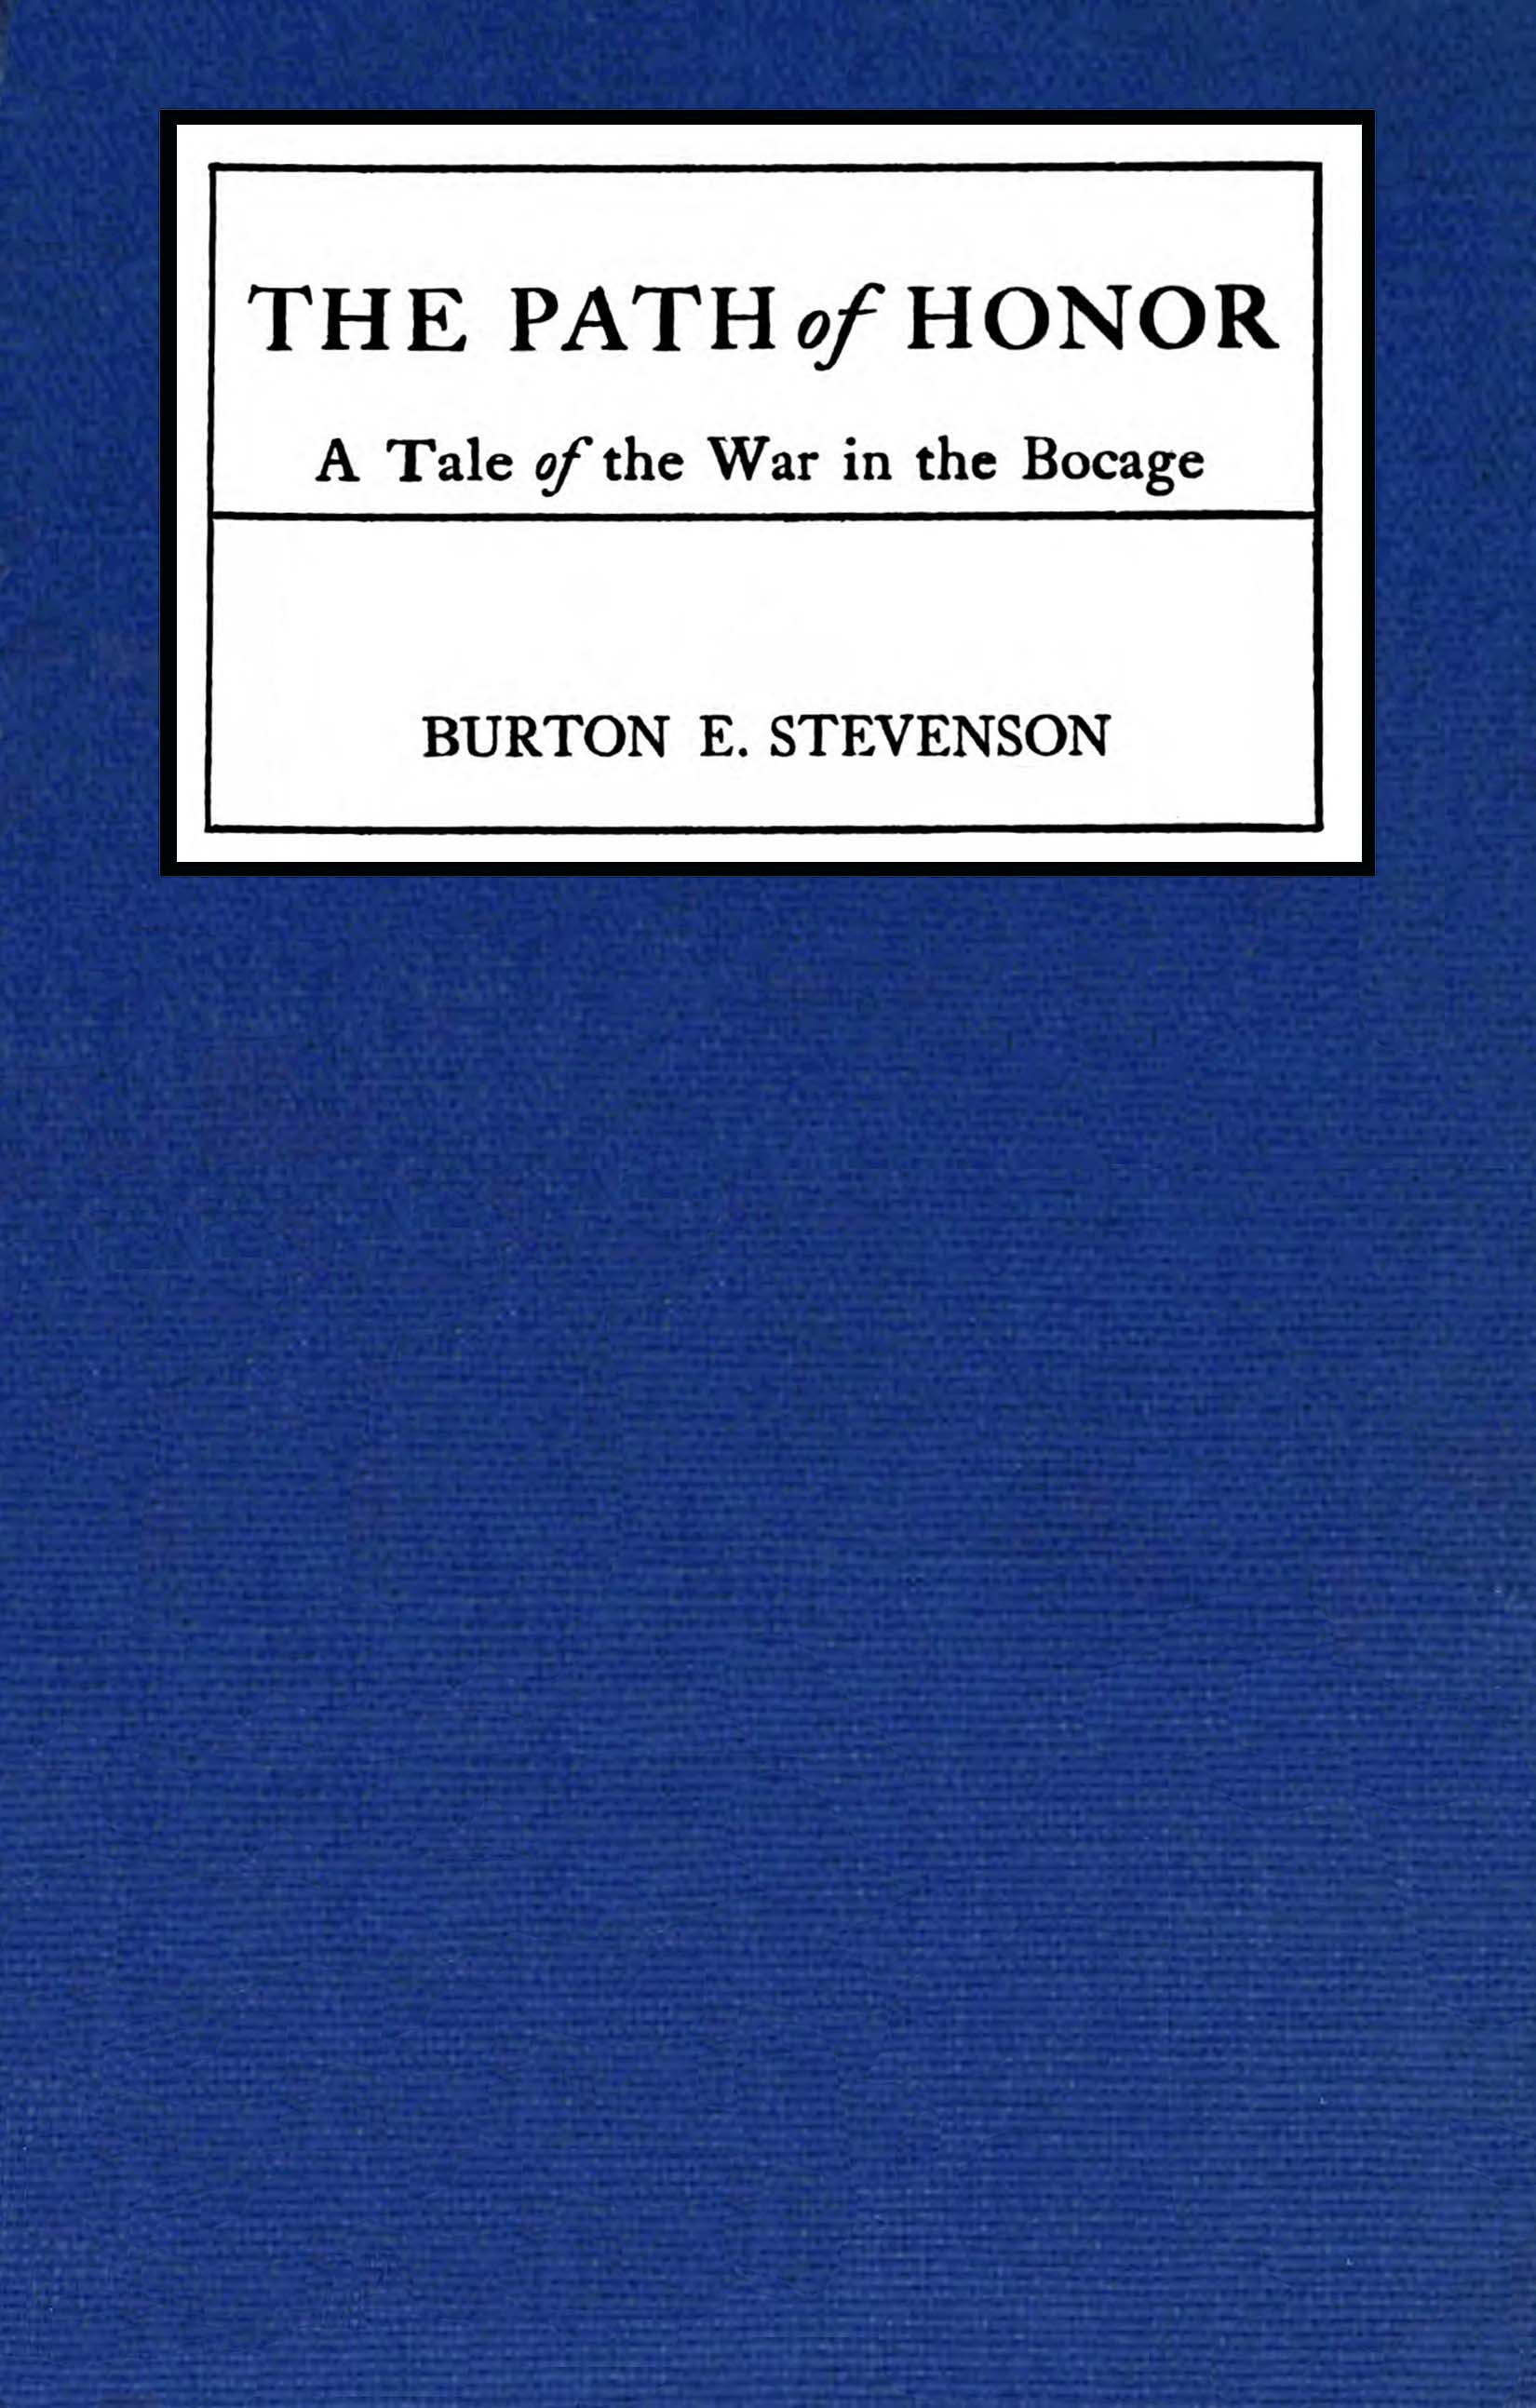 THE PATH of HONOR
A Tale of the War in the Bocage
BURTON E. STEVENSON